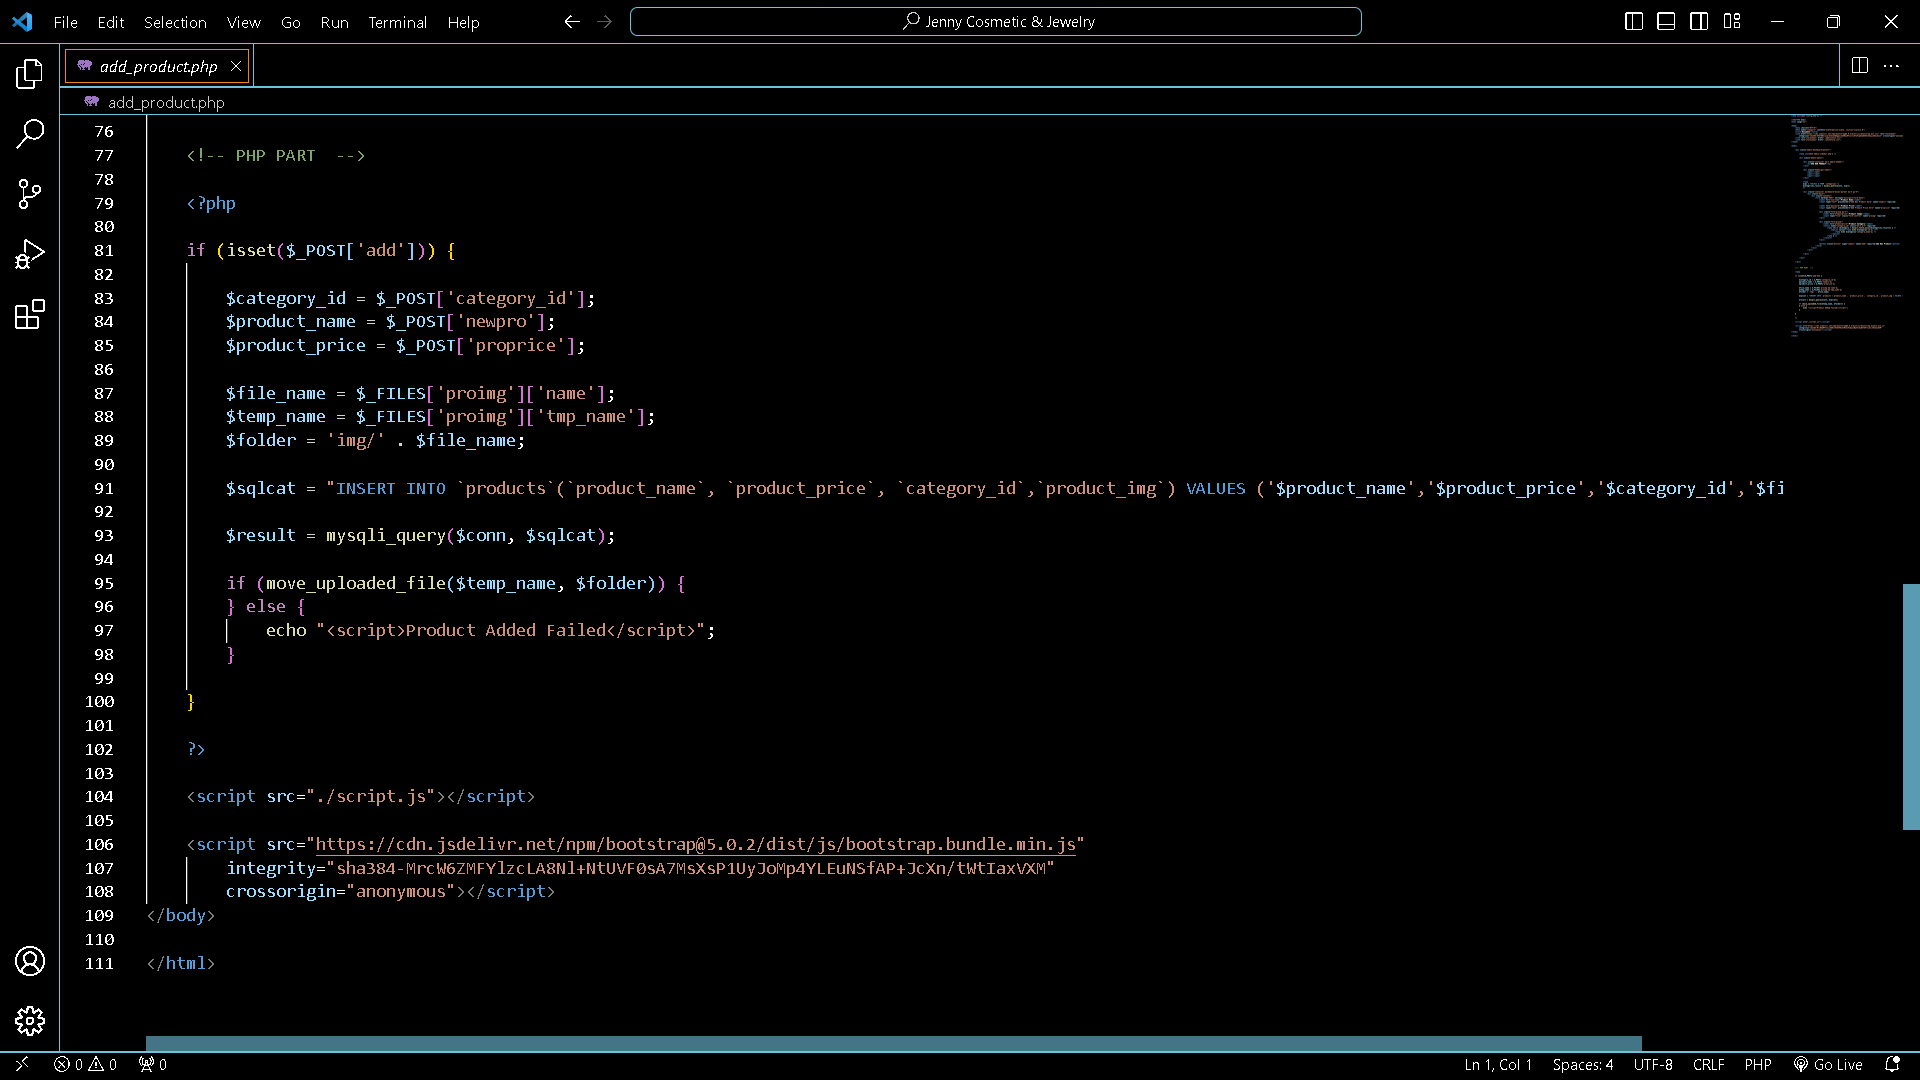 File Edit Selection View Go Run Terminal Help
Jenny Cosmetic & Jewelry
add_product.php
add_product.php
76
77 <!-- PHP PART  -->
78
79 <?php
80
81 if (isset($_POST['add'])) {
82
83 $category_id = $_POST['category_id'];
84 $product_name = $_POST['newpro'];
85 $product_price = $_POST['proprice'];
86
87 $file_name = $_FILES['proimg']['name'];
88 $temp_name = $_FILES['proimg']['tmp_name'];
89 $folder = 'img/' . $file_name;
90
91 $sqlcat = "INSERT INTO `products`(`product_name`, `product_price`, `category_id`,`product_img`) VALUES ('$product_name','$product_price','$category_id','$fi
92
93 $result = mysqli_query($conn, $sqlcat);
94
95 if (move_uploaded_file($temp_name, $folder)) {
96 } else {
97 echo "<script>Product Added Failed</script>";
98 }
99
100 }
101
102 ?>
103
104 <script src="./script.js"></script>
105
106 <script src="https://cdn.jsdelivr.net/npm/bootstrap@5.0.2/dist/js/bootstrap.bundle.min.js"
107 integrity="sha384-MrcW6ZMFYlzcLA8Nl+NtUVF0sA7MsXsP1UyJoMp4YLEuNSfAP+JcXn/tWtIaxVXM"
108 crossorigin="anonymous"></script>
109 </body>
110
111 </html>
0 0 0
Ln 1, Col 1 Spaces: 4 UTF-8 CRLF PHP Go Live